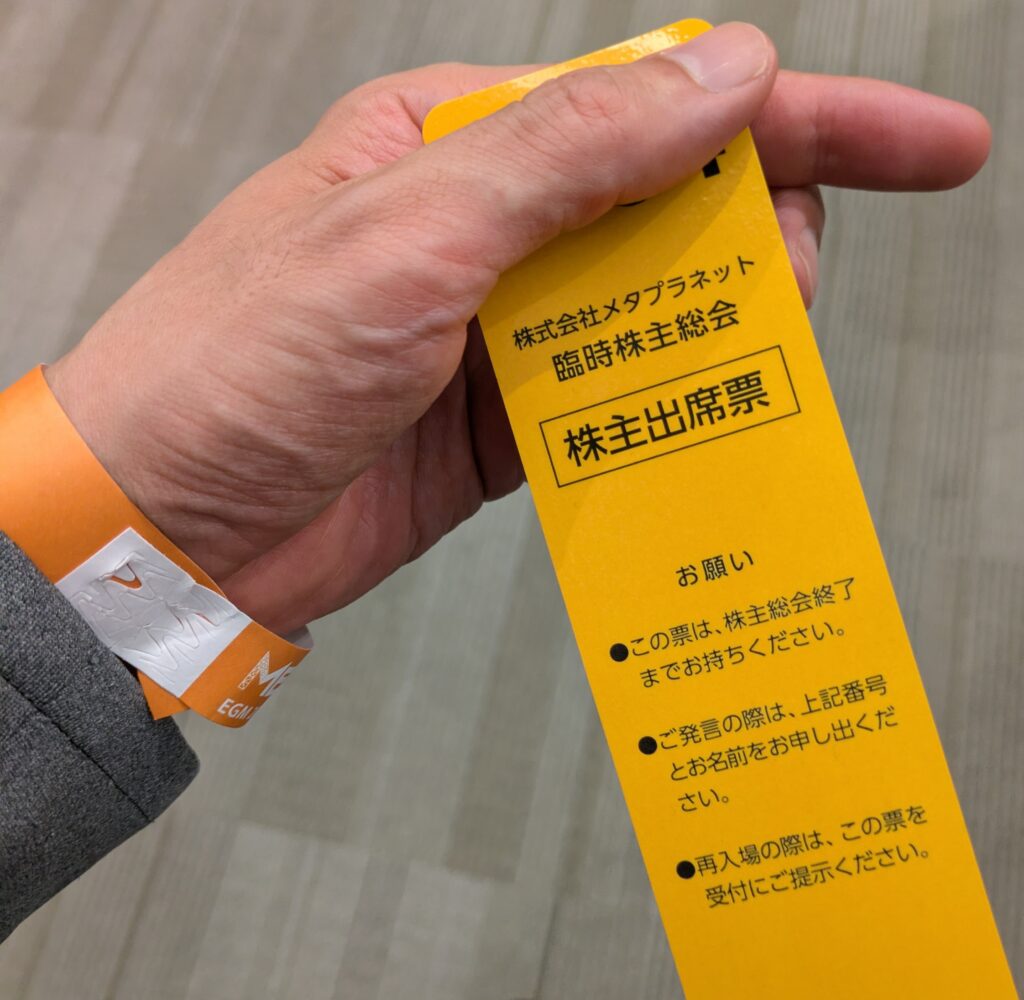 株式会社メタプラネット
臨時株主総会
株主出席票
お願い
●この票は、株主総会終了
までお持ちください。
●ご発言の際は、上記番号
とお名前をお申し出くだ
さい。
●再入場の際は、この票を
受付にご提示ください。
ME
EGM